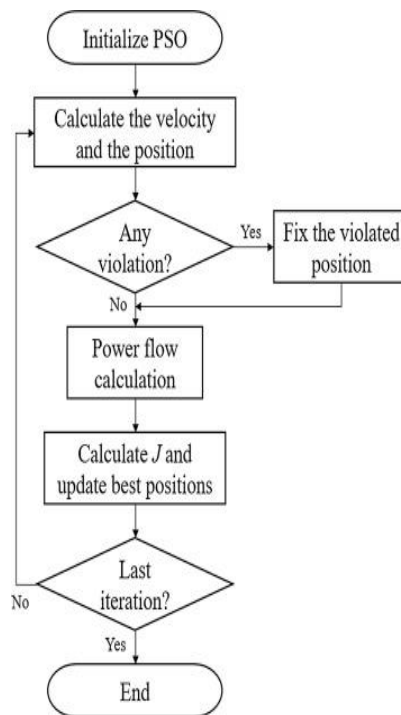 Initialize PSO
Calculate the velocity
and the position
Any
violation?
Yes
Fix the violated
position
No
Power flow
calculation
Calculate J and
update best positions
Last
iteration?
No
Yes
End